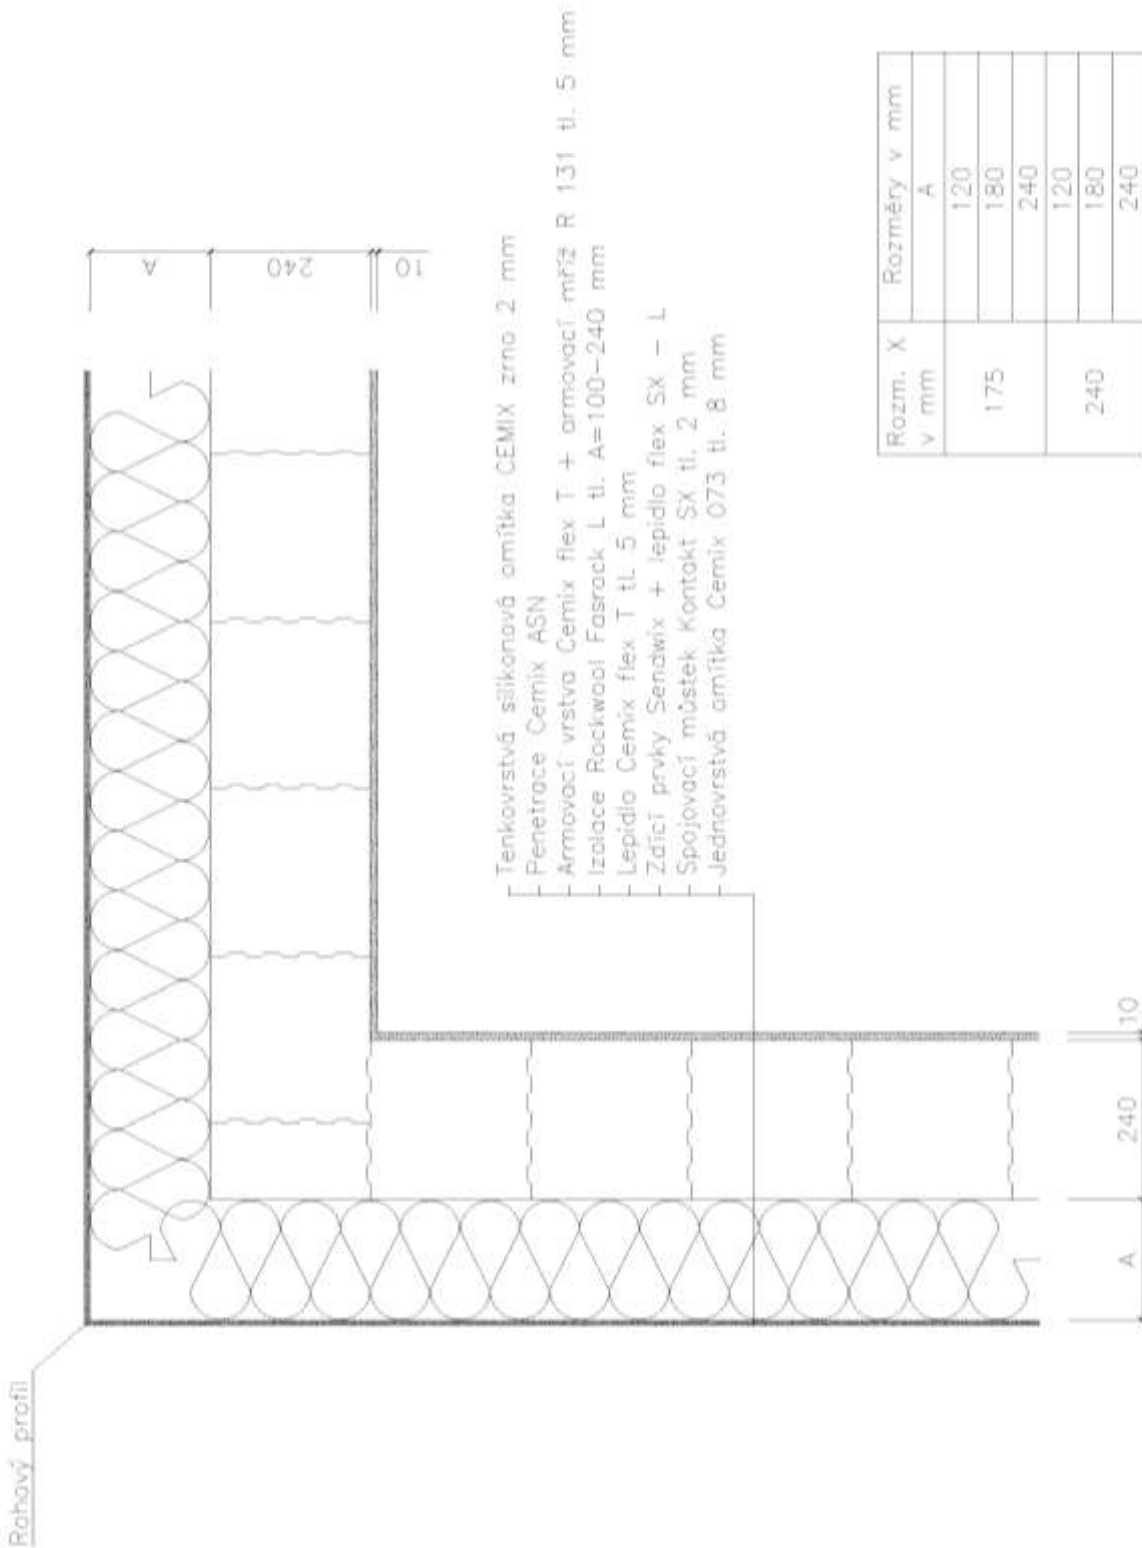 Rohový profil
A
240
10
Tenkovrstvá silikonová omítka CEMIX zrno 2 mm
Penetrace Cemix ASN
Armovací vrstva Cemix flex T + armovací mříž R 131 tl. 5 mm
Izolace Rockwool Fasrock L tl. A=100-240 mm
Lepidlo Cemix flex T tl. 5 mm
Zdící prvky Sendwix + lepidlo flex SX - L
Spojovací můstek Kontakt SX tl. 2 mm
Jednovrstvá omítka Cemix 073 tl. 8 mm
A
240
10
Rozm. X v mm
Rozměry v mm
A
175
120
180
240
240
120
180
240